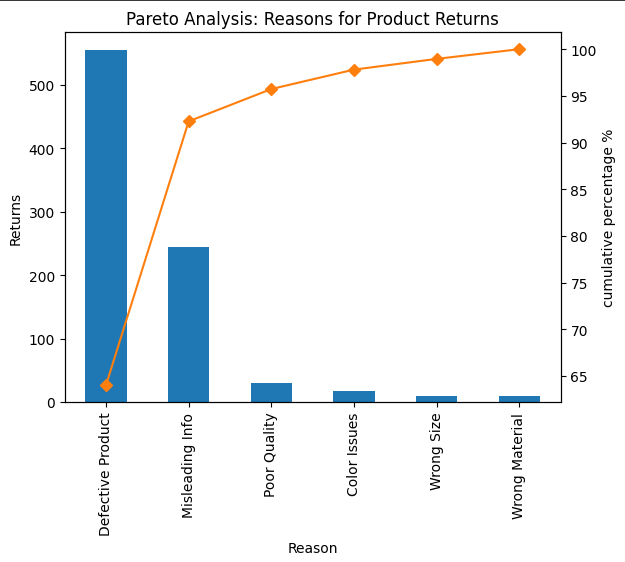 Pareto Analysis: Reasons for Product Returns
500
400
300
200
100
0
Returns
100
95
90
85
80
75
70
65
cumulative percentage %
Defective Product
Misleading Info
Poor Quality
Color Issues
Wrong Size
Wrong Material
Reason